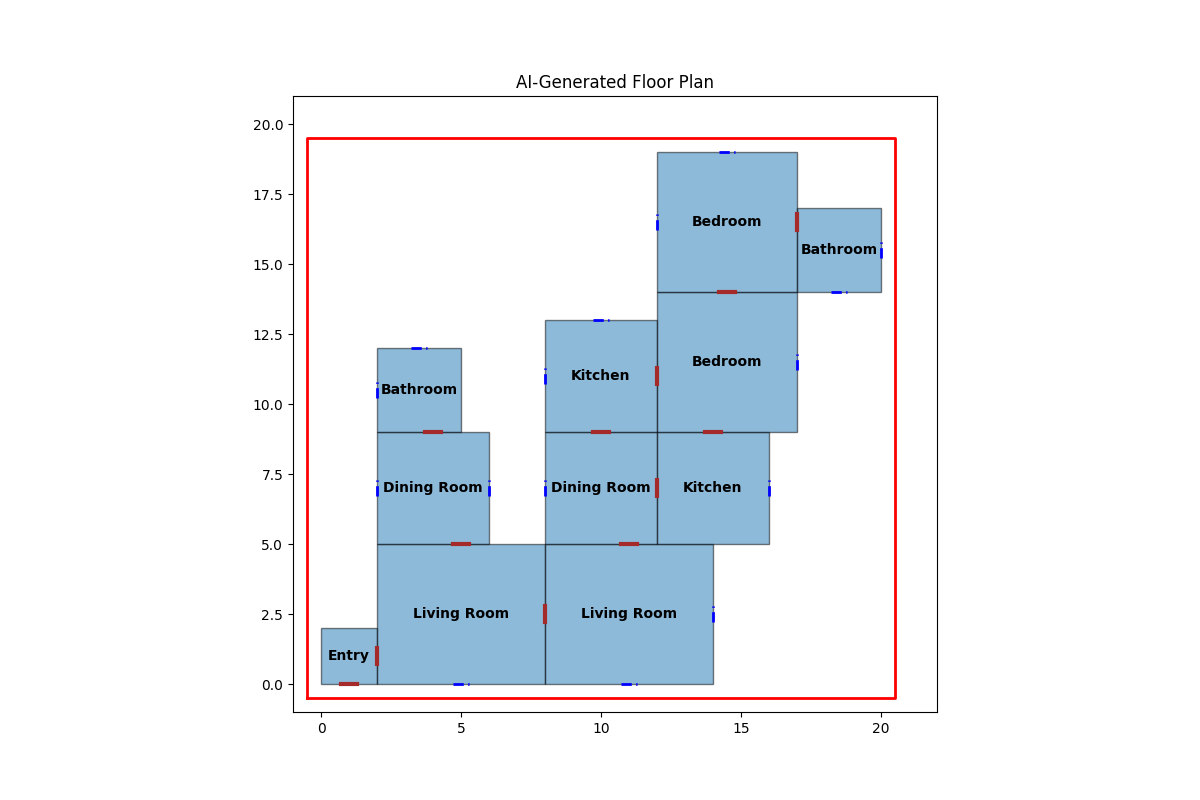 AI-Generated Floor Plan
20.0
17.5
15.0
12.5
10.0
7.5
5.0
2.5
0.0
Bedroom
Bathroom
Bedroom
Kitchen
Bathroom
Dining Room
Dining Room
Kitchen
Living Room
Living Room
Entry
0
5
10
15
20